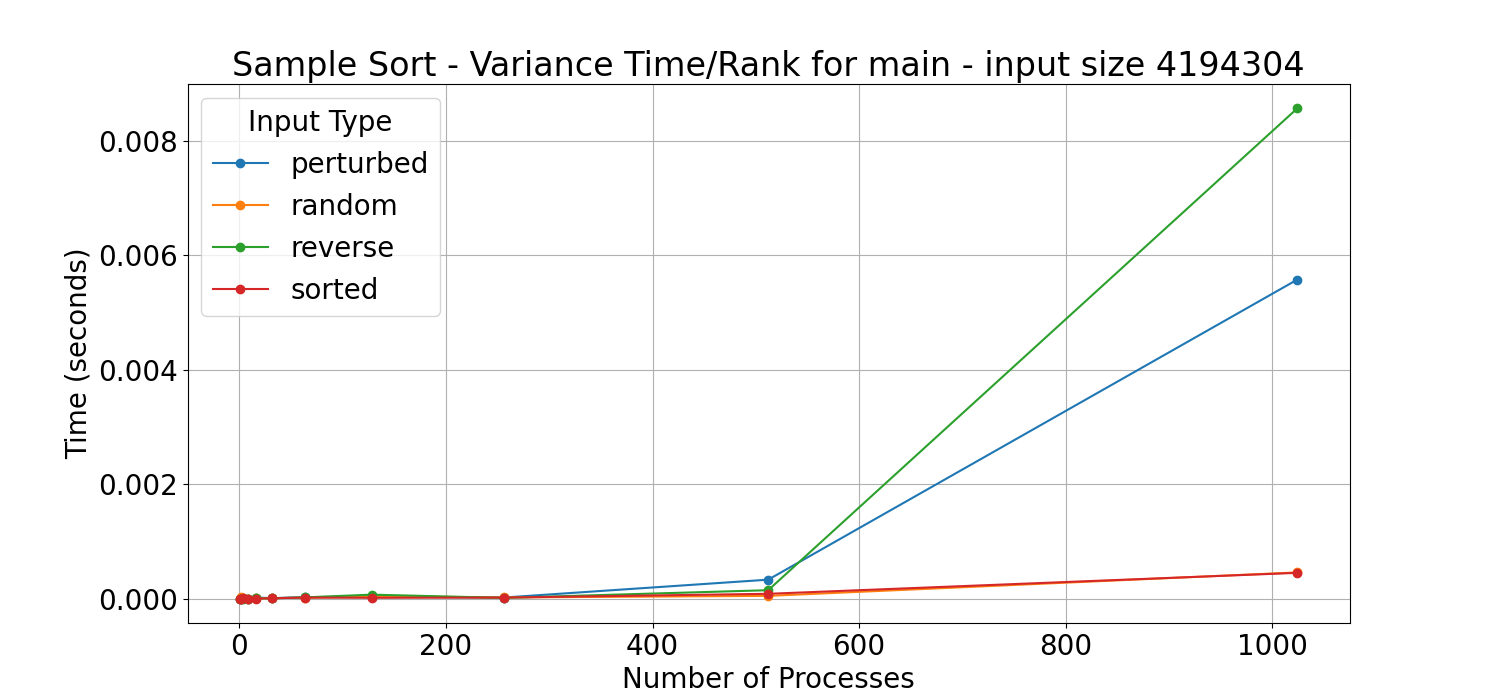 Sample Sort - Variance Time/Rank for main - input size 4194304
Input Type
perturbed
random
reverse
sorted
Time (seconds)
0.008
0.006
0.004
0.002
0.000
0 200 400 600 800 1000
Number of Processes